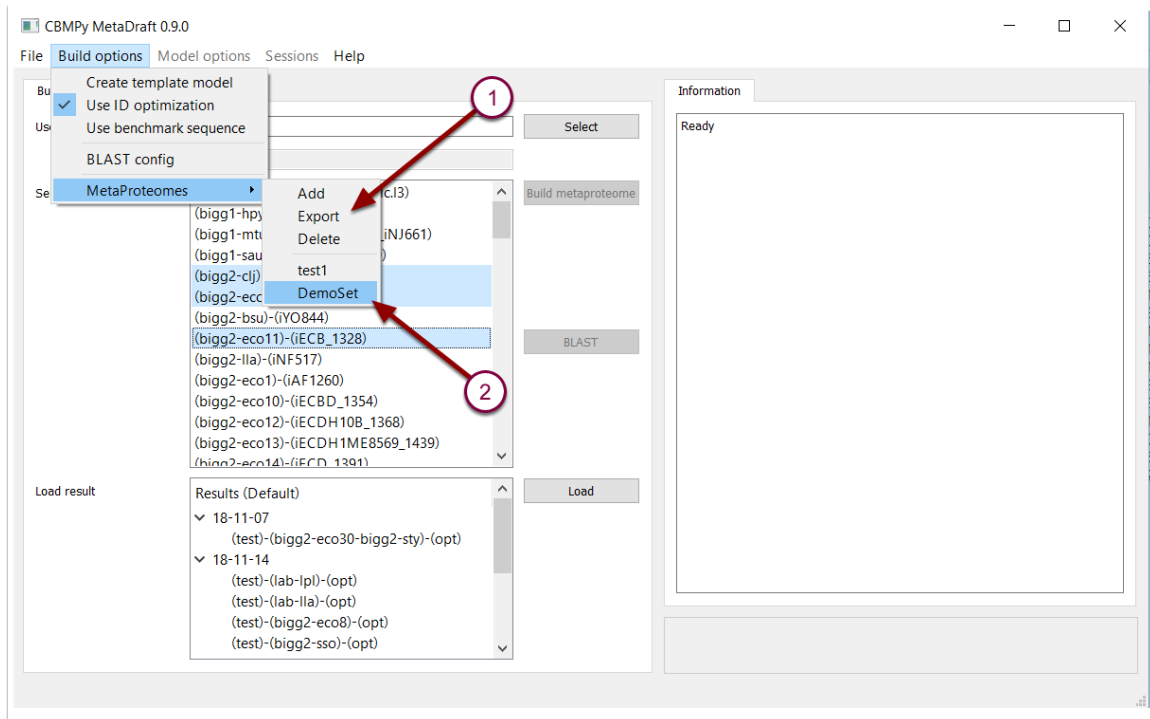 CBMPy MetaDraft 0.9.0
File Build options Model options Sessions Help
Create template model
Use ID optimization
Use benchmark sequence
BLAST config
MetaProteomes
Add
Export
Delete
test1
DemoSet
1
2
Select
Build metaproteome
(bigg1-hpy
(bigg1-mtu
_iNJ661)
(bigg1-sau
(bigg2-clj)
(bigg2-eco
(bigg2-bsu)-(iYO844)
(bigg2-eco11)-(iECB_1328)
(bigg2-lla)-(iNF517)
(bigg2-eco1)-(iAF1260)
(bigg2-eco10)-(iECBD_1354)
(bigg2-eco12)-(iECDH10B_1368)
(bigg2-eco13)-(iECDH1ME8569_1439)
(bigg2-eco14)-(iECD_1391)
BLAST
Load result
Results (Default)
18-11-07
(test)-(bigg2-eco30-bigg2-sty)-(opt)
18-11-14
(test)-(lab-lpl)-(opt)
(test)-(lab-lla)-(opt)
(test)-(bigg2-eco8)-(opt)
(test)-(bigg2-sso)-(opt)
Load
Information
Ready